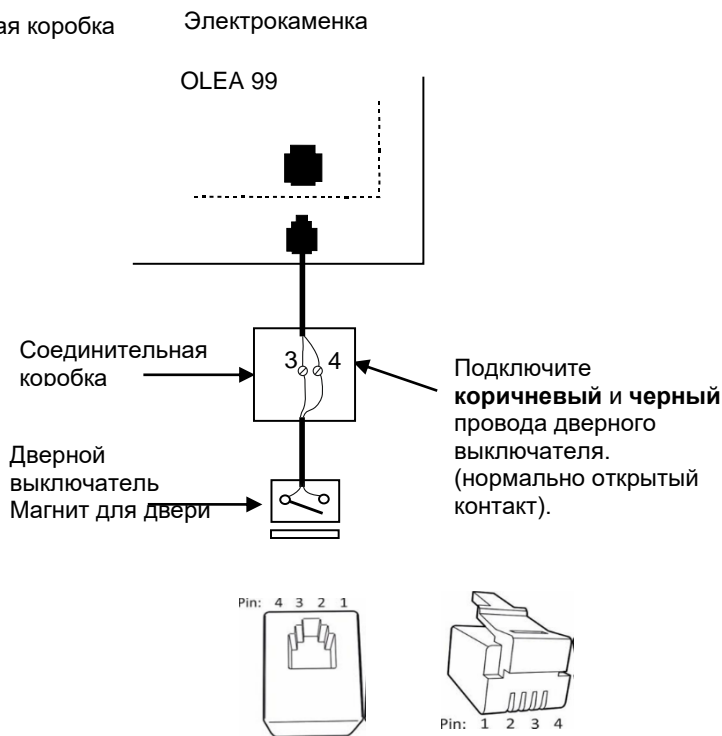 ая коробка
Электрокаменка
OLEA 99
3 4
Соединительная
коробка
Подключите
коричневый и черный
провода дверного
выключателя.
(нормально открытый
контакт).
Дверной
выключатель
Магнит для двери
Pin: 4 3 2 1
Pin: 1 2 3 4